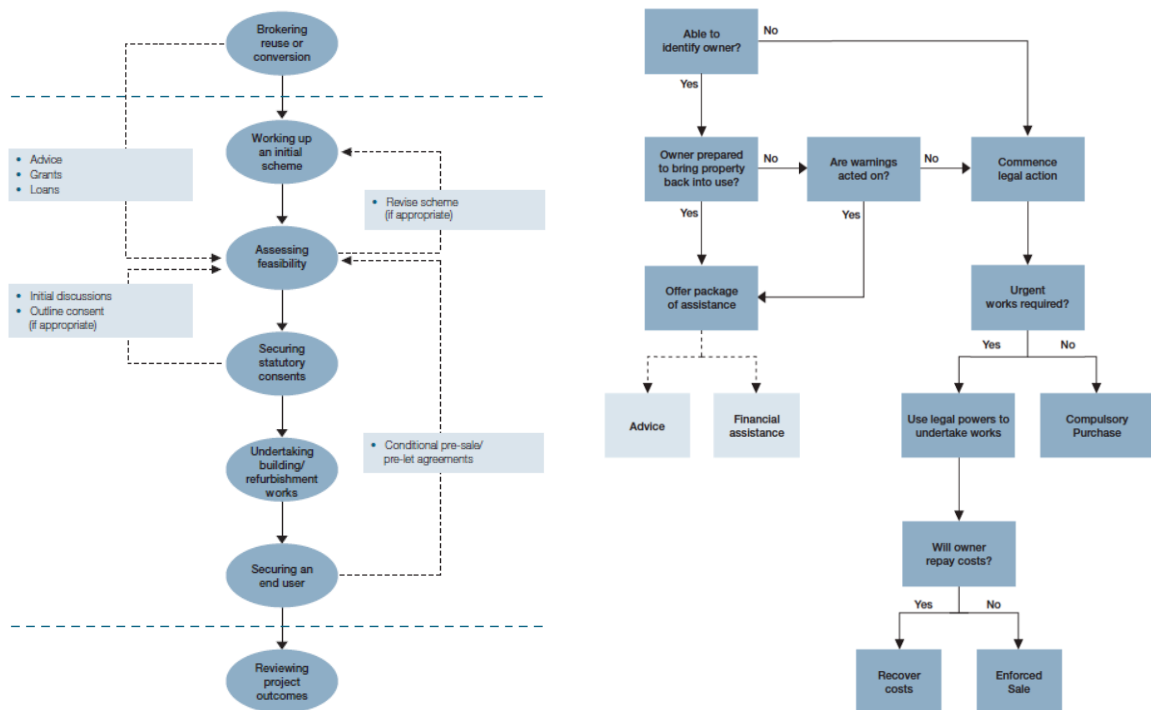 Brokering
reuse or
conversion
Working up
an initial
scheme
• Advice
• Grants
• Loans
• Revise scheme
(if appropriate)
Assessing
feasibility
• Initial discussions
• Outline consent
(if appropriate)
Securing
statutory
consents
Undertaking
building/
refurbishment
works
• Conditional pre-sale/
pre-let agreements
Securing an
end user
Reviewing
project
outcomes
Able to
identify owner?
No
Yes
Owner prepared
to bring property
back into use?
No
Are warnings
acted on?
No
Commence
legal action
Yes
Yes
Offer package
of assistance
Urgent
works required?
Yes
No
Advice
Financial
assistance
Use legal powers to
undertake works
Compulsory
Purchase
Will owner
repay costs?
Yes
No
Recover
costs
Enforced
Sale